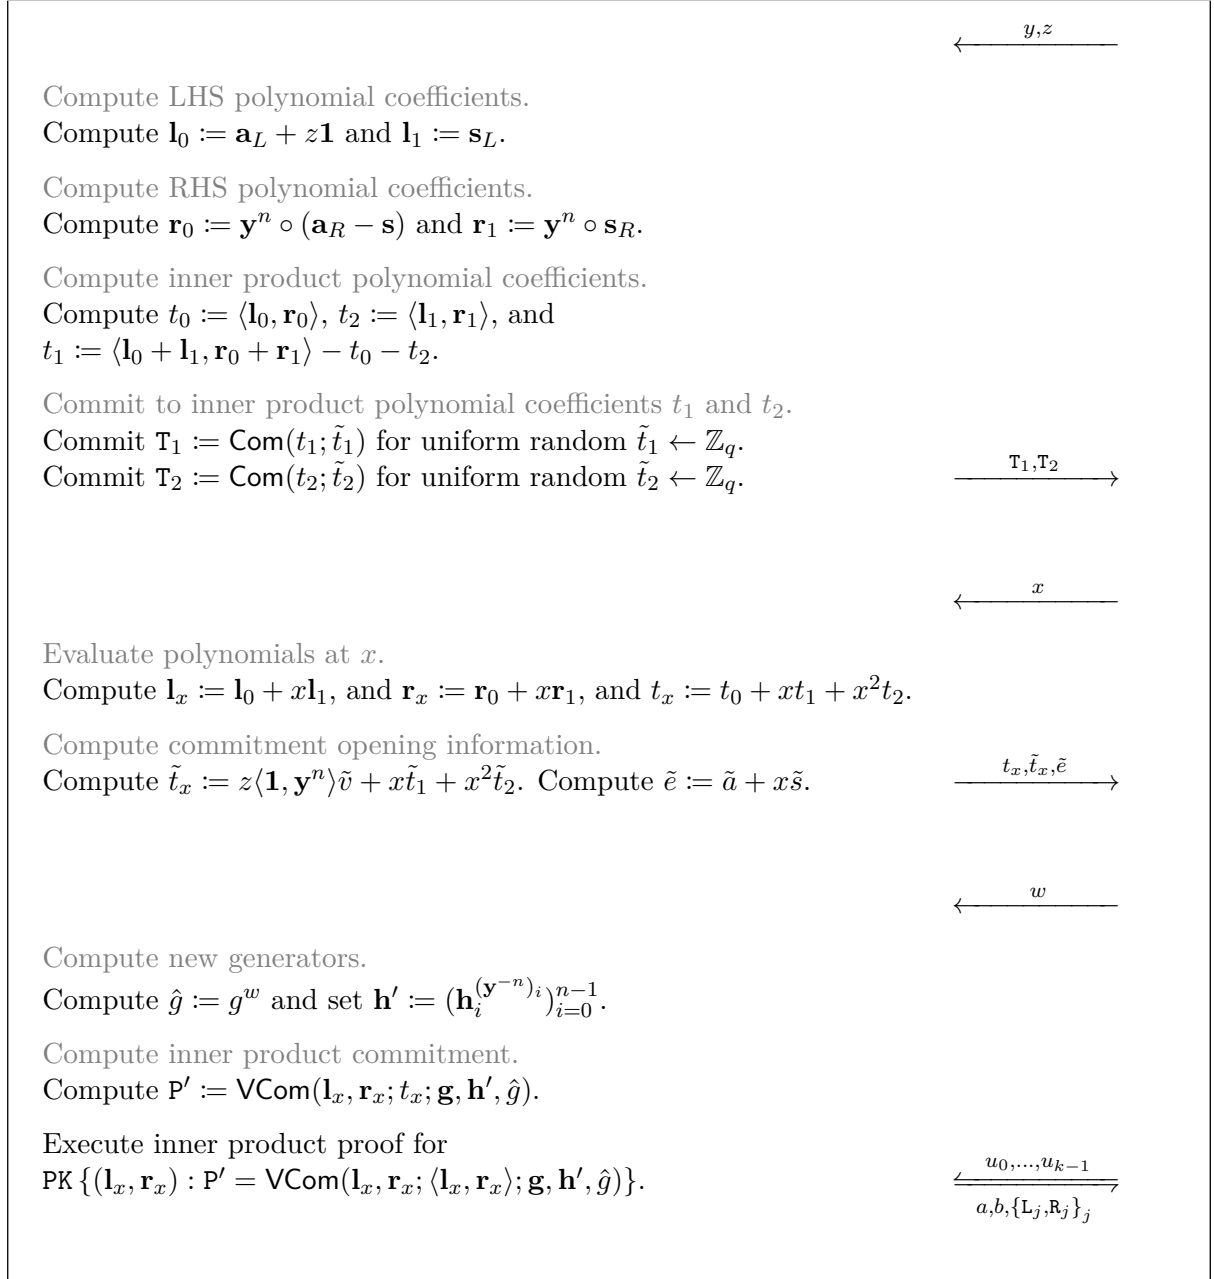 y,z
Compute LHS polynomial coefficients.
Compute 𝐥₀ := 𝐚_L + z𝟏 and 𝐥₁ := 𝐬_L.
Compute RHS polynomial coefficients.
Compute 𝐫₀ := 𝐲ⁿ ∘ (𝐚_R − 𝐬) and 𝐫₁ := 𝐲ⁿ ∘ 𝐬_R.
Compute inner product polynomial coefficients.
Compute t₀ := ⟨𝐥₀, 𝐫₀⟩, t₂ := ⟨𝐥₁, 𝐫₁⟩, and
t₁ := ⟨𝐥₀ + 𝐥₁, 𝐫₀ + 𝐫₁⟩ − t₀ − t₂.
Commit to inner product polynomial coefficients t₁ and t₂.
Commit T₁ := Com(t₁; t̃₁) for uniform random t̃₁ ← ℤ_q.
Commit T₂ := Com(t₂; t̃₂) for uniform random t̃₂ ← ℤ_q.
T₁,T₂
x
Evaluate polynomials at x.
Compute 𝐥_x := 𝐥₀ + x𝐥₁, and 𝐫_x := 𝐫₀ + x𝐫₁, and t_x := t₀ + xt₁ + x²t₂.
Compute commitment opening information.
Compute t̃_x := z⟨𝟏, 𝐲ⁿ⟩ṽ + xt̃₁ + x²t̃₂. Compute ẽ := ã + xs̃.
t_x,t̃_x,ẽ
w
Compute new generators.
Compute ĝ := g^w and set 𝐡′ := (𝐡_i^{(𝐲^{−n})_i})_{i=0}^{n−1}.
Compute inner product commitment.
Compute P′ := VCom(𝐥_x, 𝐫_x; t_x; 𝐠, 𝐡′, ĝ).
Execute inner product proof for
PK {(𝐥_x, 𝐫_x) : P′ = VCom(𝐥_x, 𝐫_x; ⟨𝐥_x, 𝐫_x⟩; 𝐠, 𝐡′, ĝ)}.
u₀,...,u_{k−1}
a,b,{L_j,R_j}_j